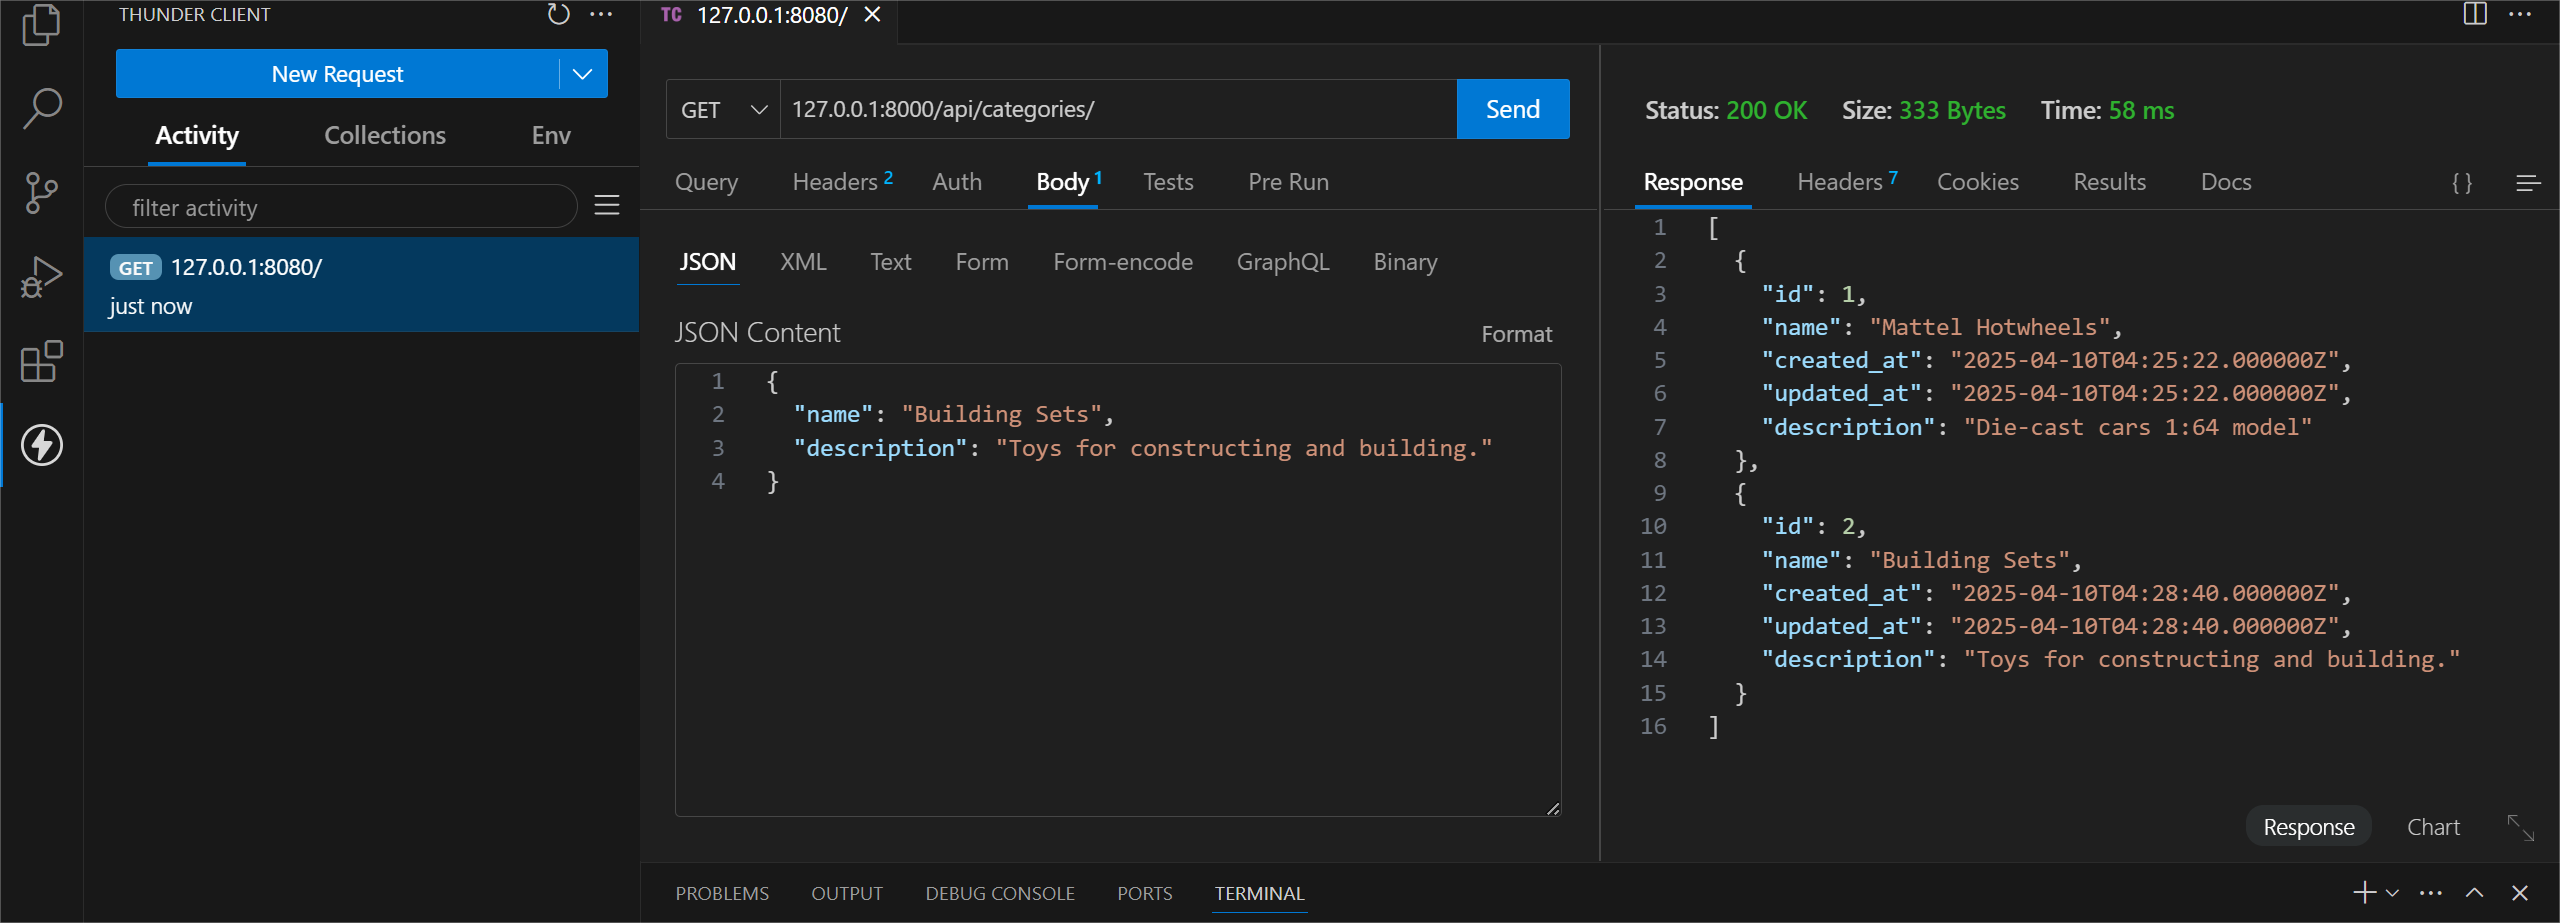 THUNDER CLIENT
New Request
Activity Collections Env
filter activity
GET 127.0.0.1:8080/
just now
TC 127.0.0.1:8080/
GET 127.0.0.1:8000/api/categories/ Send
Query Headers 2 Auth Body 1 Tests Pre Run
JSON XML Text Form Form-encode GraphQL Binary
JSON Content Format
1 {
2 "name": "Building Sets",
3 "description": "Toys for constructing and building."
4 }
Status: 200 OK Size: 333 Bytes Time: 58 ms
Response Headers 7 Cookies Results Docs { }
1 [
2 {
3 "id": 1,
4 "name": "Mattel Hotwheels",
5 "created_at": "2025-04-10T04:25:22.000000Z",
6 "updated_at": "2025-04-10T04:25:22.000000Z",
7 "description": "Die-cast cars 1:64 model"
8 },
9 {
10 "id": 2,
11 "name": "Building Sets",
12 "created_at": "2025-04-10T04:28:40.000000Z",
13 "updated_at": "2025-04-10T04:28:40.000000Z",
14 "description": "Toys for constructing and building."
15 }
16 ]
Response Chart
PROBLEMS OUTPUT DEBUG CONSOLE PORTS TERMINAL